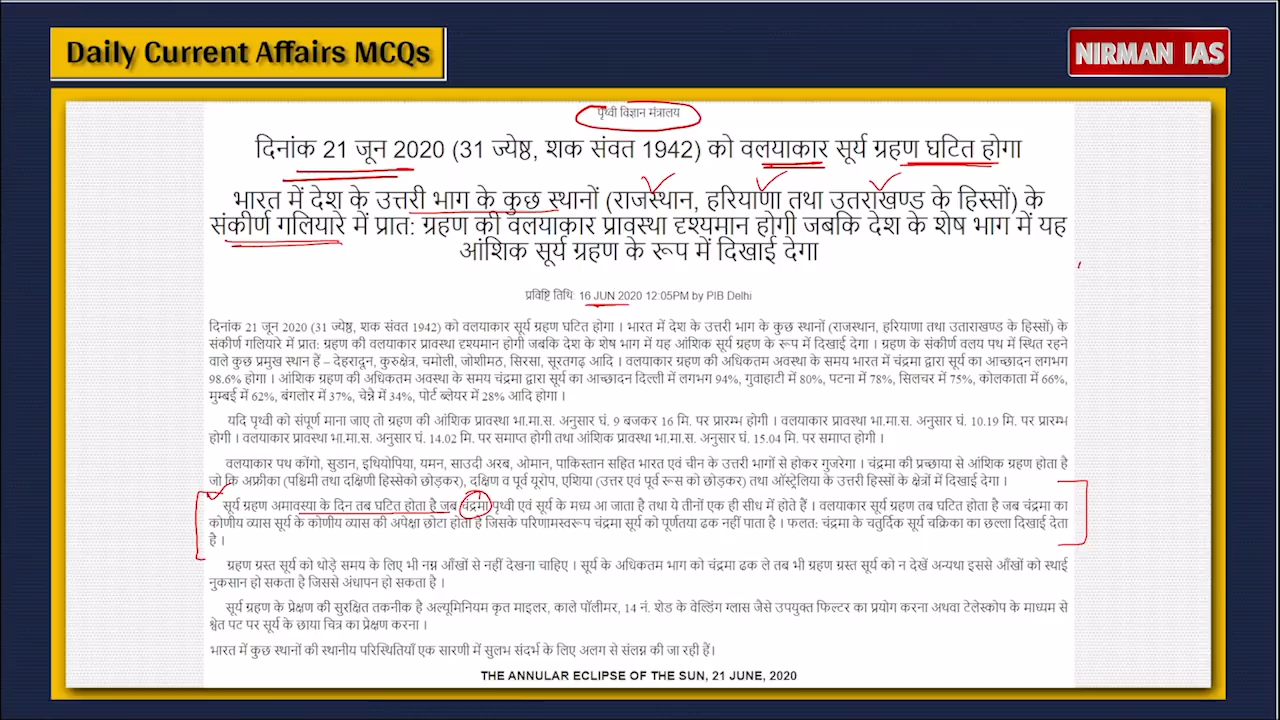 Daily Current Affairs MCQs
NIRMAN IAS
पृथ्वी विज्ञान मंत्रालय
दिनांक 21 जून 2020 (31 ज्येष्ठ, शक संवत 1942) को वलयाकार सूर्य ग्रहण घटित होगा
भारत में देश के उत्तरी भाग के कुछ स्थानों (राजस्थान, हरियाणा तथा उतराखण्ड के हिस्सों) के
संकीर्ण गलियारे में प्रात: ग्रहण की वलयाकार प्रावस्था दृश्यमान होगी जबकि देश के शेष भाग में यह
आंशिक सूर्य ग्रहण के रूप में दिखाई देगा
प्रविष्टि तिथि: 16 JUN 2020 12:05PM by PIB Delhi
दिनांक 21 जून 2020 (31 ज्येष्ठ, शक संवत 1942) को वलयाकार सूर्य ग्रहण घटित होगा । भारत में देश के उत्तरी भाग के कुछ स्थानों (राजस्थान, हरियाणा तथा उताराखण्ड के हिस्सों) के
संकीर्ण गलियारे में प्रात: ग्रहण की वलयाकार प्रावस्था दृश्यमान होगी जबकि देश के शेष भाग में यह आंशिक सूर्य ग्रहण के रूप में दिखाई देगा । ग्रहण के संकीर्ण वलय पथ में स्थित रहने
वाले कुछ प्रमुख स्थान हैं – देहरादून, कुरुक्षेत्र, चमोली, जोशीमठ, सिरसा, सूरतगढ़ आदि । वलयाकार ग्रहण की अधिकतम अवस्था के समय भारत में चंद्रमा द्वारा सूर्य का आच्छादन लगभग
98.6% होगा । आंशिक ग्रहण की अधिकतम अवस्था के समय चंद्रमा द्वारा सूर्य का आच्छादन दिल्ली में लगभग 94%, गुवाहाटी में 80%, पटना में 78%, सिलचर में 75%, कोलकाता में 66%,
मुम्बई में 62%, बंगलोर में 37%, चेन्नै में 34%, पोर्ट ब्लेयर में 28% आदि होगा ।
यदि पृथ्वी को संपूर्ण माना जाए तो ग्रहण की आंशिक प्रावस्था भा.मा.स. अनुसार घं. 9 बजकर 16 मि. पर प्रारम्भ होगी । वलयाकार प्रावस्था भा.मा.स. अनुसार घं. 10.19 मि. पर प्रारम्भ
होगी । वलयाकार प्रावस्था भा.मा.स. अनुसार घं. 14.02 मि. पर समाप्त होगी तथा आंशिक प्रावस्था भा.मा.स. अनुसार घं. 15.04 मि. पर समाप्त होगी ।
वलयाकार पथ कोंगो, सुडान, इथियोपिया, यमन, साउदी अरब, ओमान, पाकिस्तान सहित भारत एवं चीन के उत्तरी भागों से होकर गुजरेगा । चंद्रमा की प्रच्छाया से आंशिक ग्रहण होता है
जो कि अफ्रीका (पश्चिमी तथा दक्षिणी हिस्सेको छोड़कर), दक्षिण व पूर्व यूरोप, एशिया (उत्तर एवं पूर्व रूस को छोड़कर) तथा ऑस्ट्रेलिया के उत्तरी हिस्सों के क्षेत्रों में दिखाई देगा ।
सूर्य ग्रहण अमावस्या के दिन तब घटित होता है जब चंद्रमा पृथ्वी एवं सूर्य के मध्य आ जाता है तथा ये तीनों एक ही सीध में होते हैं । वलयाकार सूर्य ग्रहण तब घटित होता है जब चंद्रमा का
कोणीय व्यास सूर्य के कोणीय व्यास की अपेक्षा छोटा होता है जिसके परिणामस्वरूप चंद्रमा सूर्य को पूर्णतया ढक नहीं पाता है । फलत: चंद्रमा के चतुर्दिक सूर्य चक्रिका का छल्ला दिखाई देता
है ।
ग्रहण ग्रस्त सूर्य को थोड़े समय के लिए भी नग्न आँखों से नहीं देखना चाहिए । सूर्य के अधिकतम भाग को चंद्रमा ढक ले तब भी ग्रहण ग्रस्त सूर्य को न देखें अन्यथा इससे आँखों को स्थाई
नुकसान हो सकता है जिससे अंधापन हो सकता है ।
सूर्य ग्रहण के प्रेक्षण की सुरक्षित तकनीक है अल्यूमिनियम कृत माइलर, काले पॉलीमर, 14 नं. शेड के वेल्डिंग ग्लास जैसे उपयुक्त फिल्टर का प्रयोग करना अथवा टेलेस्कोप के माध्यम से
श्वेत पट पर सूर्य के छाया चित्र का प्रेक्षण करना ।
भारत में कुछ स्थानों की स्थानीय परिस्थितियाँ एक सारणी में सुलभ संदर्भ के लिए अलग से संलग्न की जा रही हैं।
THE ANNULAR ECLIPSE OF THE SUN, 21 JUNE, 2020